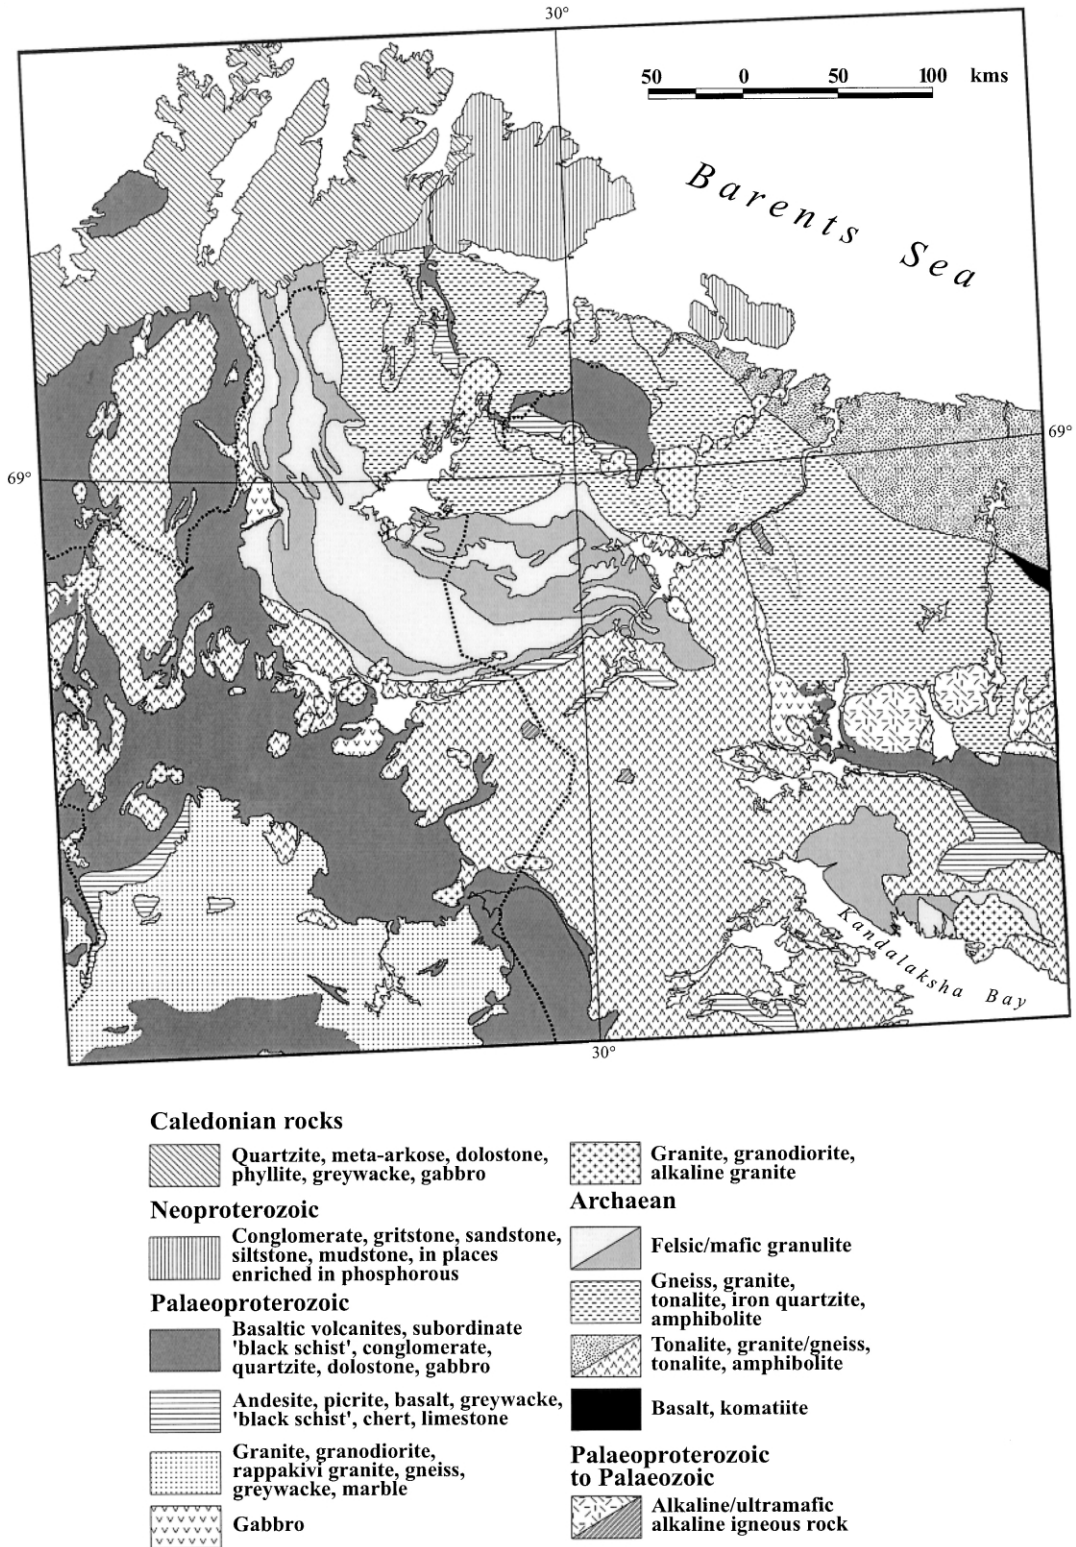 30°
50 0 50 100 kms
Barents Sea
69°
69°
Kandalaksha Bay
30°
Caledonian rocks
Quartzite, meta-arkose, dolostone,
phyllite, greywacke, gabbro
Neoproterozoic
Conglomerate, gritstone, sandstone,
siltstone, mudstone, in places
enriched in phosphorous
Palaeoproterozoic
Basaltic volcanites, subordinate
'black schist', conglomerate,
quartzite, dolostone, gabbro
Andesite, picrite, basalt, greywacke,
'black schist', chert, limestone
Granite, granodiorite,
rappakivi granite, gneiss,
greywacke, marble
Gabbro
Granite, granodiorite,
alkaline granite
Archaean
Felsic/mafic granulite
Gneiss, granite,
tonalite, iron quartzite,
amphibolite
Tonalite, granite/gneiss,
tonalite, amphibolite
Basalt, komatiite
Palaeoproterozoic
to Palaeozoic
Alkaline/ultramafic
alkaline igneous rock